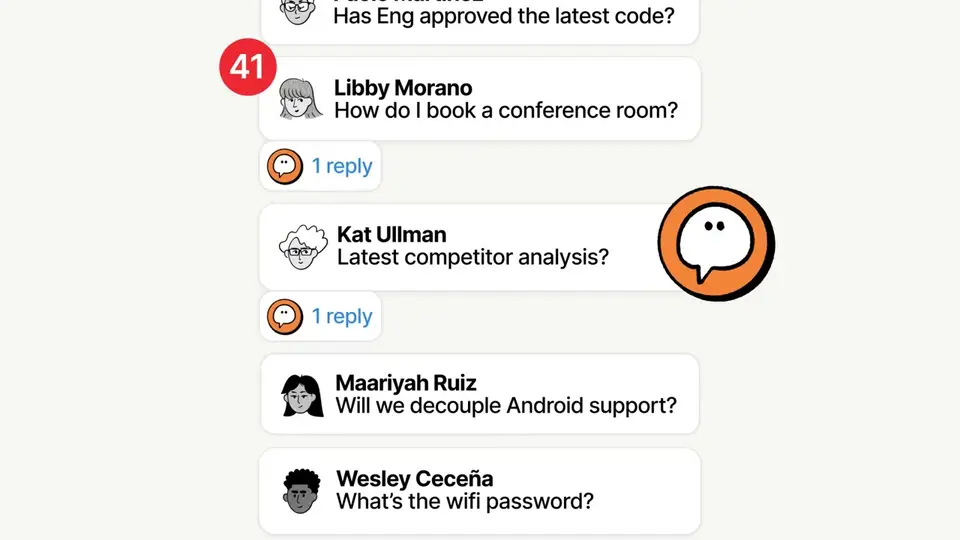 Has Eng approved the latest code?
41
Libby Morano
How do I book a conference room?
1 reply
Kat Ullman
Latest competitor analysis?
1 reply
Maariyah Ruiz
Will we decouple Android support?
Wesley Ceceña
What's the wifi password?